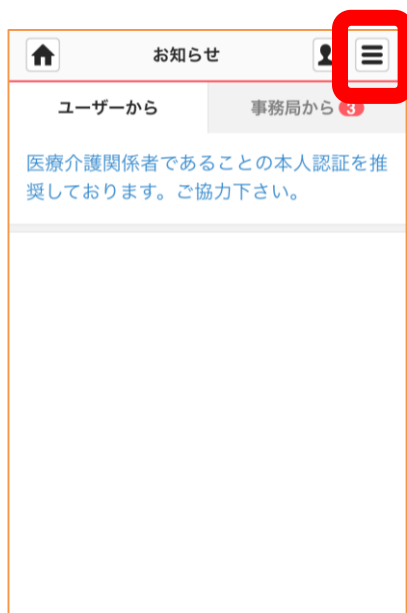 お知らせ
ユーザーから
事務局から 3
医療介護関係者であることの本人認証を推
奨しております。ご協力下さい。